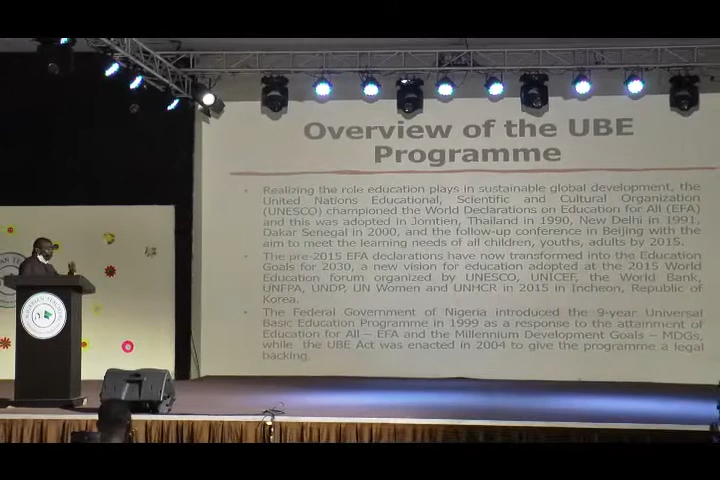 Overview of the UBE
Programme
• Realizing the role education plays in sustainable global development, the
United Nations Educational, Scientific and Cultural Organization
(UNESCO) championed the World Declarations on Education for All (EFA)
and this was adopted in Jomtien, Thailand in 1990, New Delhi in 1991,
Dakar Senegal in 2000, and the follow-up conference in Beijing with the
aim to meet the learning needs of all children, youths, adults by 2015.
• The pre-2015 EFA declarations have now transformed into the Education
Goals for 2030, a new vision for education adopted at the 2015 World
Education forum organized by UNESCO, UNICEF, the World Bank,
UNFPA, UNDP, UN Women and UNHCR in 2015 in Incheon, Republic of
Korea.
• The Federal Government of Nigeria introduced the 9-year Universal
Basic Education Programme in 1999 as a response to the attainment of
Education for All – EFA and the Millennium Development Goals – MDGs,
while the UBE Act was enacted in 2004 to give the programme a legal
backing.